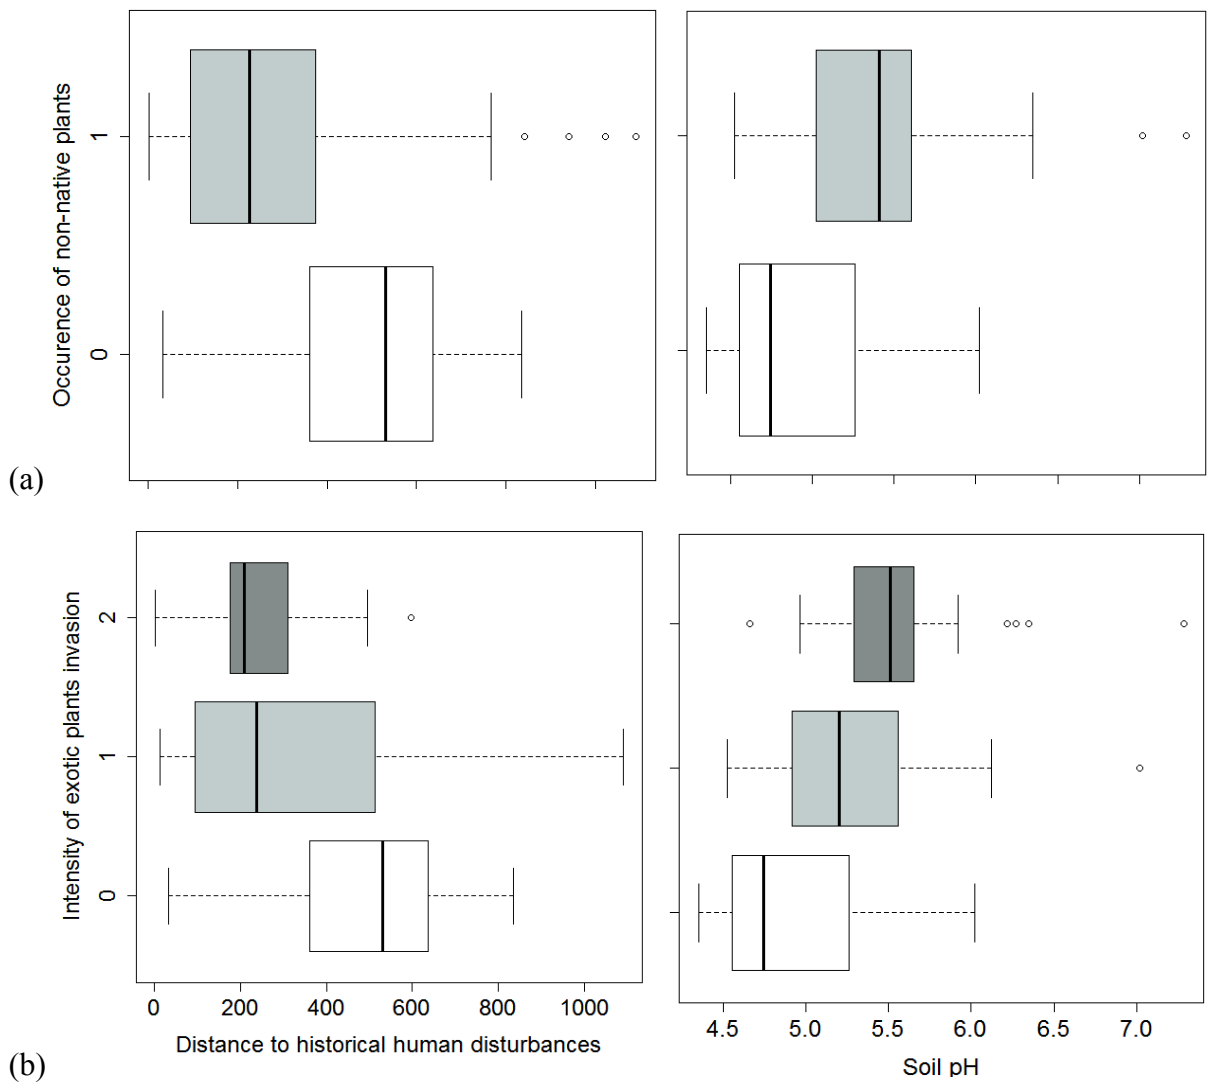 Occurence of non-native plants
1
0
(a)
Intensity of exotic plants invasion
2
1
0
0 200 400 600 800 1000
4.5 5.0 5.5 6.0 6.5 7.0
Distance to historical human disturbances
Soil pH
(b)